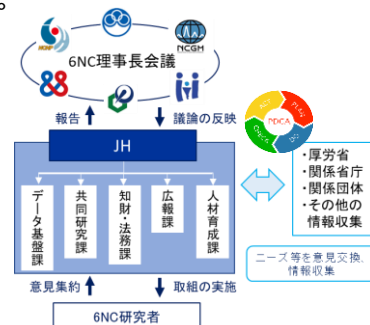 NCNP
NCGM
6NC理事長会議
報告
議論の反映
JH
データ基盤課
共同研究課
知財・法務課
広報課
人材育成課
意見集約
取組の実施
6NC研究者
ACT
PLAN
PDCA
CHECK
DO
・厚労省
・関係省庁
・関係団体
・その他の
情報収集
ニーズ等を意見交換、
情報収集